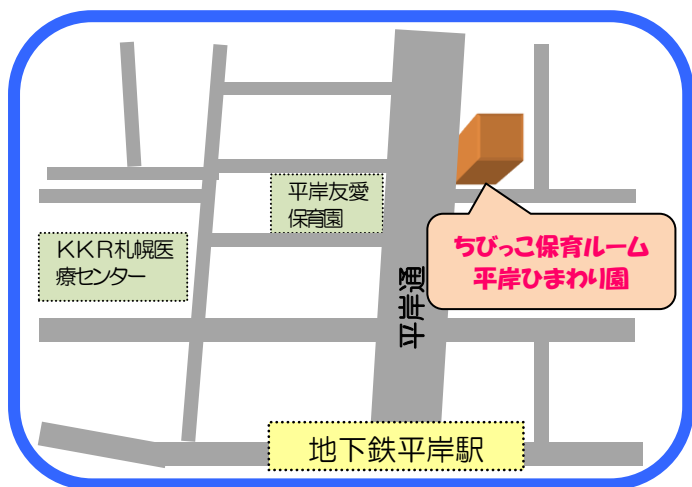 平岸友愛
保育園
KKR札幌医
療センター
ちびっこ保育ルーム
平岸ひまわり園
平岸通
地下鉄平岸駅